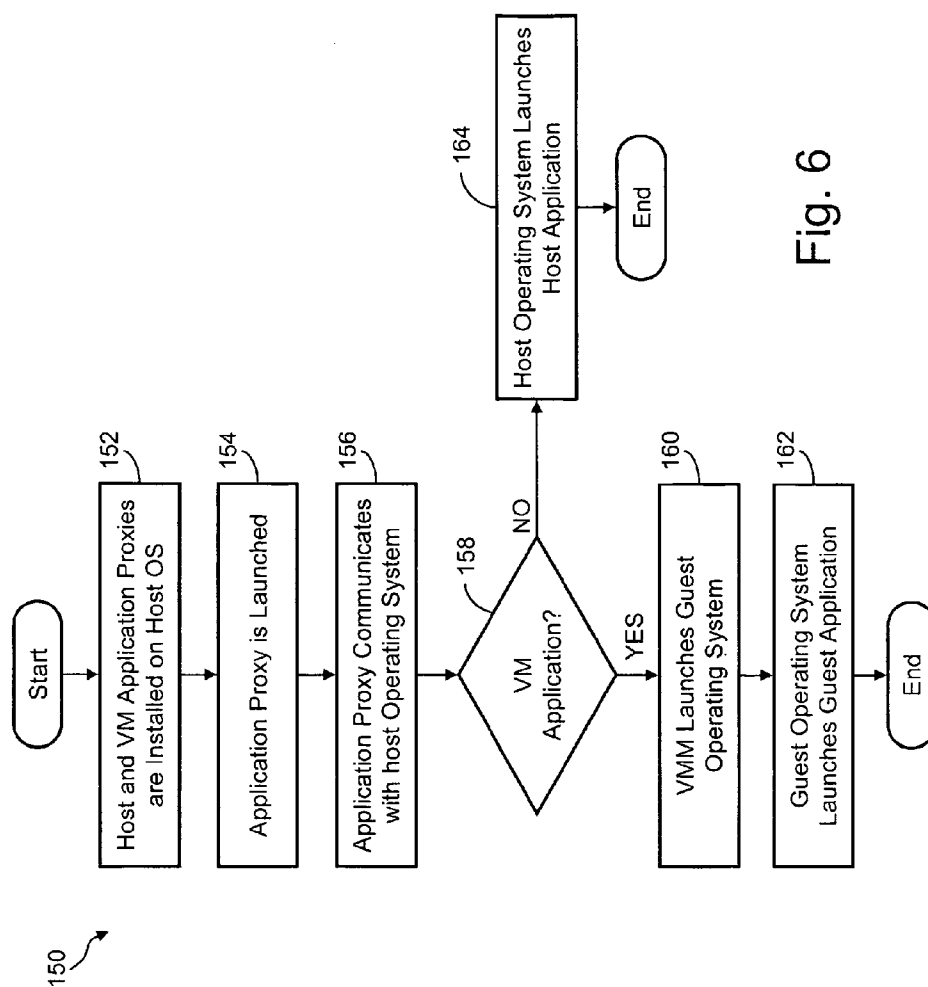 150
Start
152
Host and VM Application Proxies
are Installed on Host OS
154
Application Proxy is Launched
156
Application Proxy Communicates
with host Operating System
158
VM
Application?
NO
164
Host Operating System Launches
Host Application
End
YES
160
VMM Launches Guest
Operating System
162
Guest Operating System
Launches Guest Application
End
Fig. 6